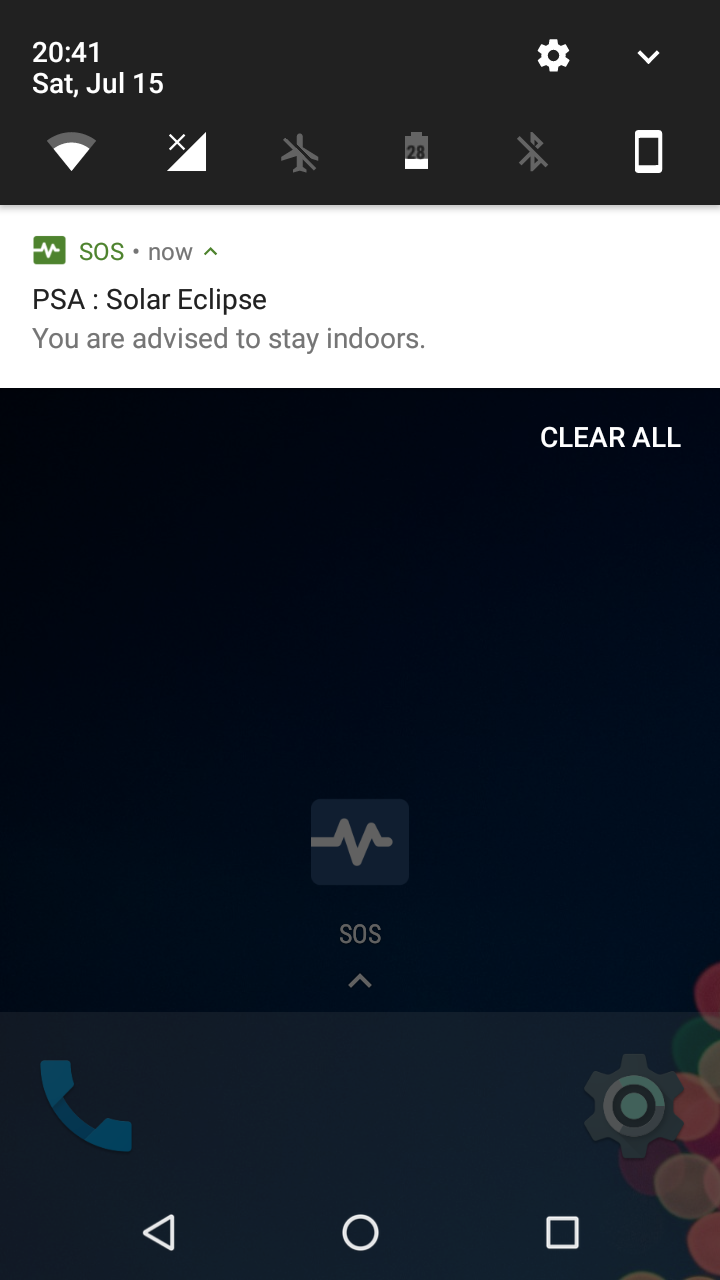 20:41
Sat, Jul 15
28
SOS • now
PSA : Solar Eclipse
You are advised to stay indoors.
CLEAR ALL
SOS